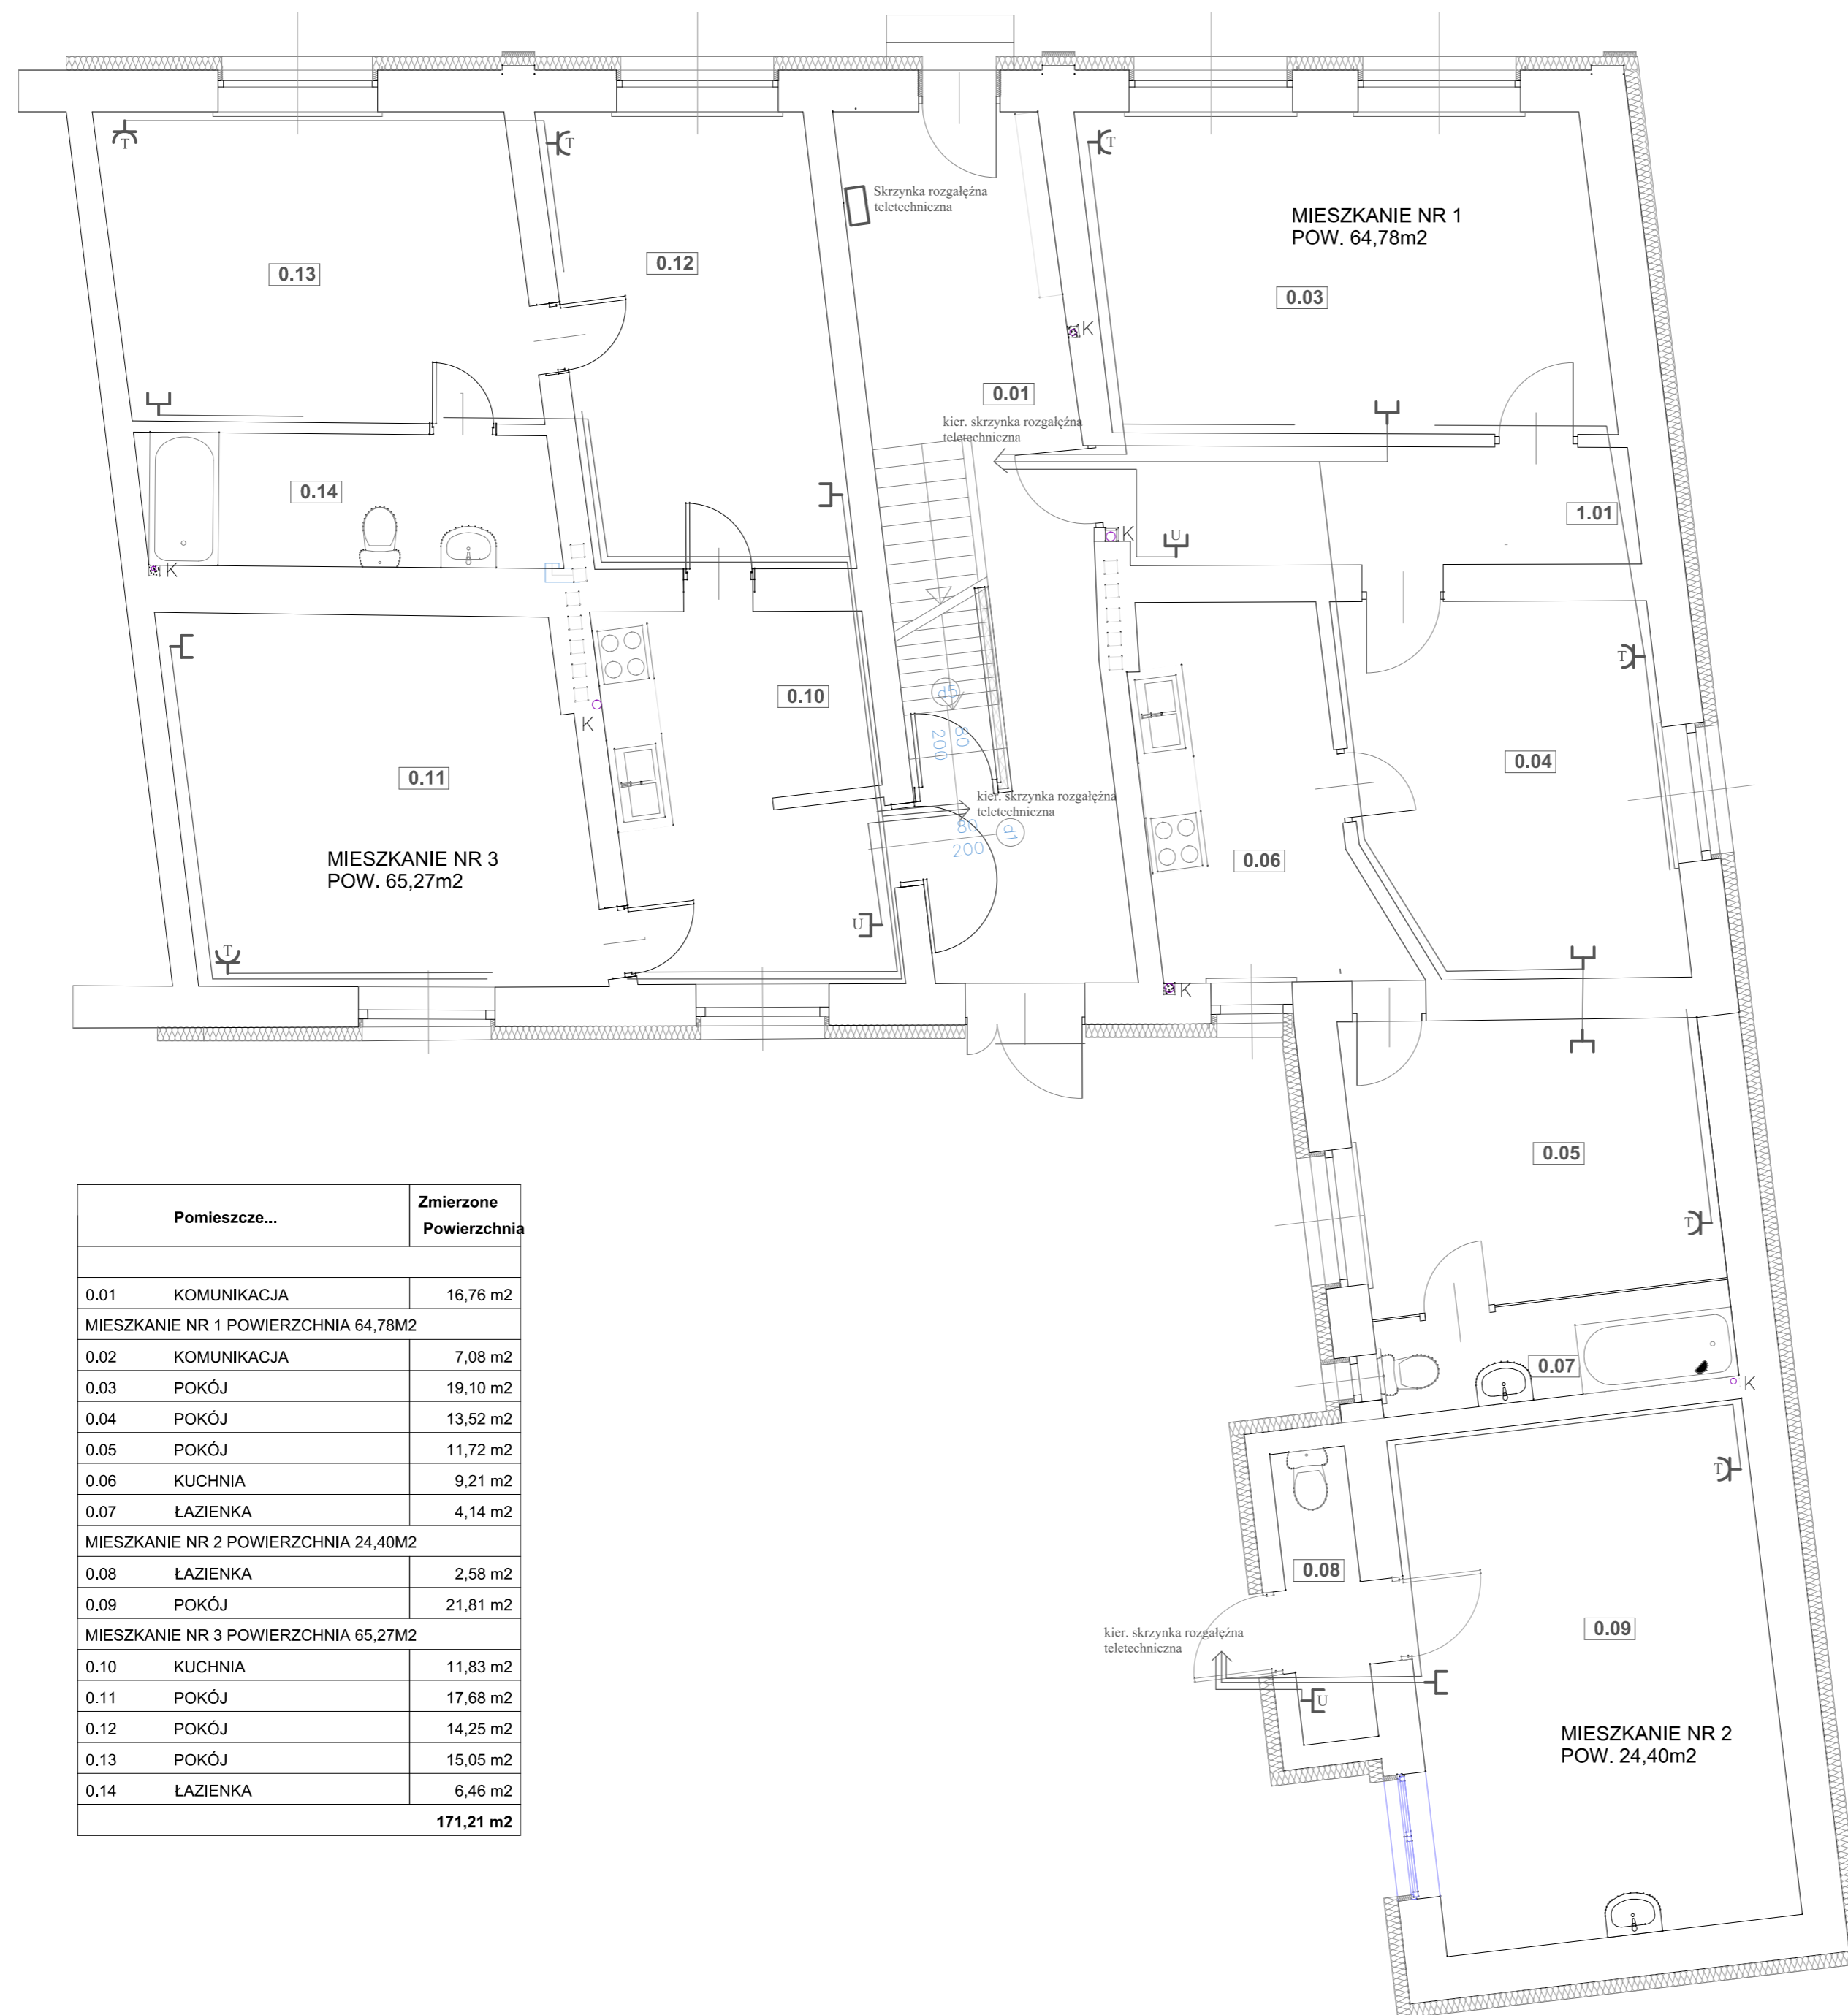 T
T
T
Skrzynka rozgałęźna
teletechniczna
MIESZKANIE NR 1
POW. 64,78m2
0.13
0.12
0.03
K
0.01
kier. skrzynka rozgałęźna
teletechniczna
0.14
1.01
K
U
K
T
0.10
d5
K
80
200
0.04
0.11
kier. skrzynka rozgałęźna
teletechniczna
80
200
d1
MIESZKANIE NR 3
POW. 65,27m2
0.06
U
T
K
0.05
T
Pomieszcze...
Zmierzone
Powierzchnia
0.01 KOMUNIKACJA 16,76 m2
MIESZKANIE NR 1 POWIERZCHNIA 64,78M2
0.02 KOMUNIKACJA 7,08 m2
0.03 POKÓJ 19,10 m2
0.04 POKÓJ 13,52 m2
0.05 POKÓJ 11,72 m2
0.06 KUCHNIA 9,21 m2
0.07 ŁAZIENKA 4,14 m2
MIESZKANIE NR 2 POWIERZCHNIA 24,40M2
0.08 ŁAZIENKA 2,58 m2
0.09 POKÓJ 21,81 m2
MIESZKANIE NR 3 POWIERZCHNIA 65,27M2
0.10 KUCHNIA 11,83 m2
0.11 POKÓJ 17,68 m2
0.12 POKÓJ 14,25 m2
0.13 POKÓJ 15,05 m2
0.14 ŁAZIENKA 6,46 m2
171,21 m2
0.07
K
T
0.08
0.09
kier. skrzynka rozgałęźna
teletechniczna
U
MIESZKANIE NR 2
POW. 24,40m2